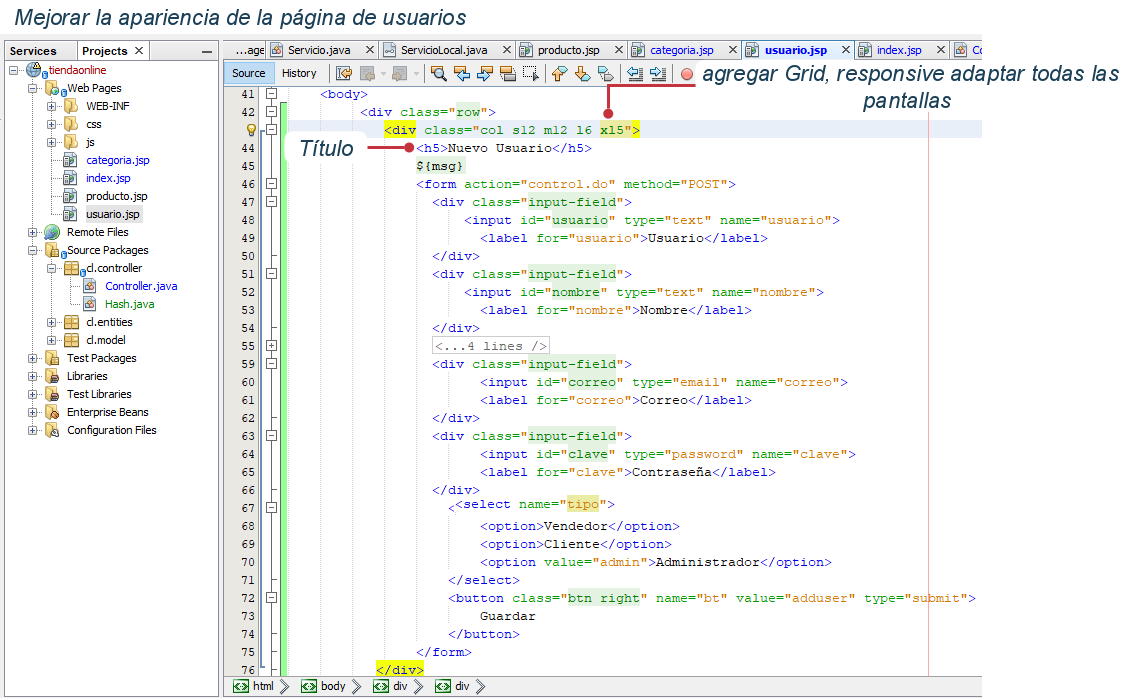 Mejorar la apariencia de la página de usuarios
Services
Projects
...age
Servicio.java
ServicioLocal.java
producto.jsp
categoria.jsp
usuario.jsp
index.jsp
Source
History
agregar Grid, responsive adaptar todas las
pantallas
Título
tiendaonline
Web Pages
WEB-INF
css
js
categoria.jsp
index.jsp
producto.jsp
usuario.jsp
Remote Files
Source Packages
cl.controller
Controller.java
Hash.java
cl.entities
cl.model
Test Packages
Libraries
Test Libraries
Enterprise Beans
Configuration Files
41 <body>
42 <div class="row">
<div class="col s12 m12 l6 xl5">
44 <h5>Nuevo Usuario</h5>
45 ${msg}
46 <form action="control.do" method="POST">
47 <div class="input-field">
48 <input id="usuario" type="text" name="usuario">
49 <label for="usuario">Usuario</label>
50 </div>
51 <div class="input-field">
52 <input id="nombre" type="text" name="nombre">
53 <label for="nombre">Nombre</label>
54 </div>
55 <...4 lines />
59 <div class="input-field">
60 <input id="correo" type="email" name="correo">
61 <label for="correo">Correo</label>
62 </div>
63 <div class="input-field">
64 <input id="clave" type="password" name="clave">
65 <label for="clave">Contraseña</label>
66 </div>
67 <select name="tipo">
68 <option>Vendedor</option>
69 <option>Cliente</option>
70 <option value="admin">Administrador</option>
71 </select>
72 <button class="btn right" name="bt" value="adduser" type="submit">
73 Guardar
74 </button>
75 </form>
76 </div>
html
body
div
div